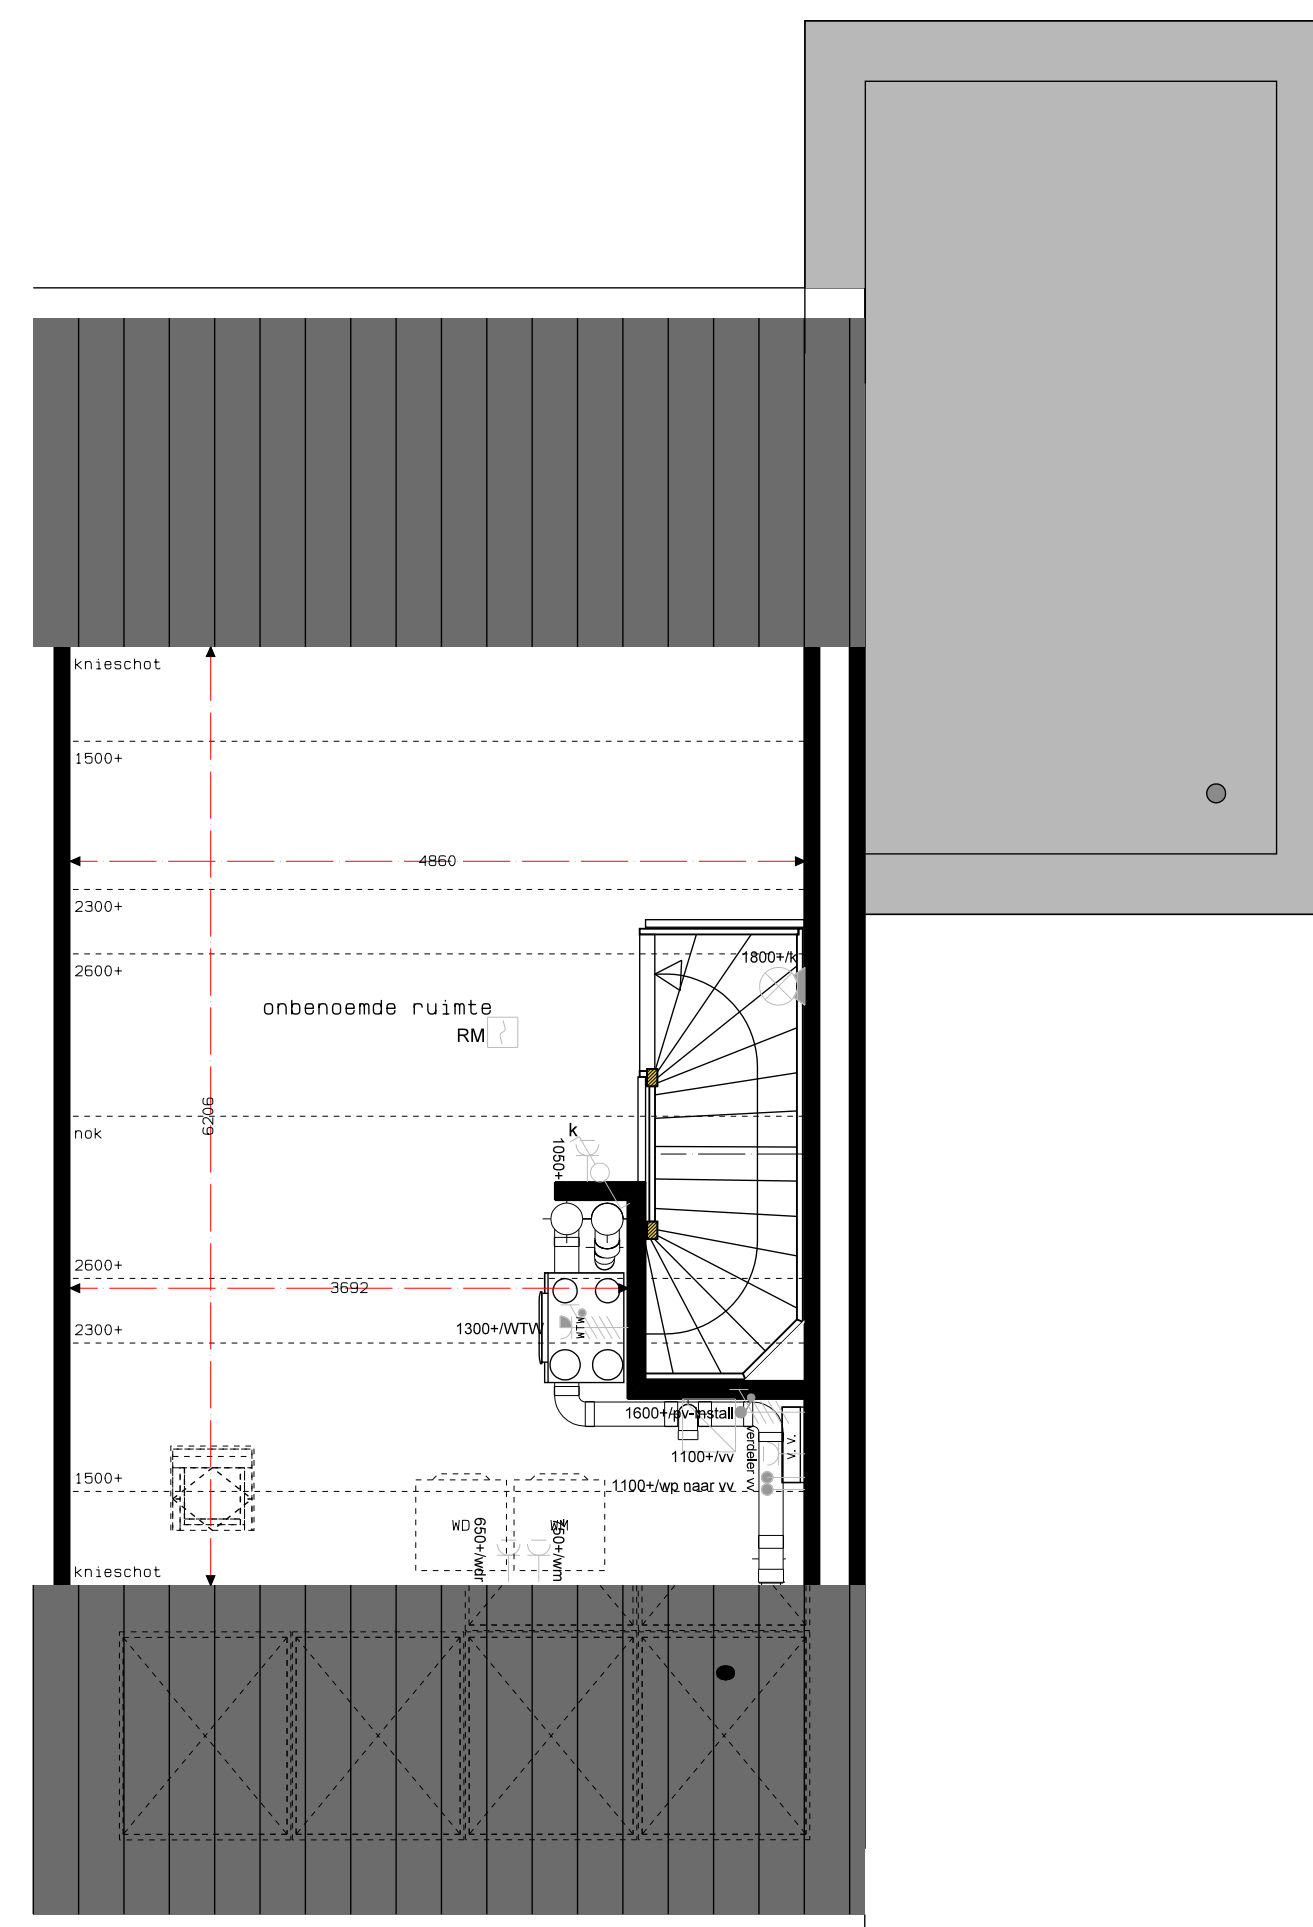 knieschot
1500+
4860
2300+
2600+
1800+/k
onbenoemde ruimte
RM
6206
nok
k
1050+
2600+
3692
2300+
1300+/WTW
WTW
1600+/pv-install
verdeler vv
v.v.
1100+/vv
1500+
1100+/wp naar vv
WD
650+/wdr
WM
knieschot